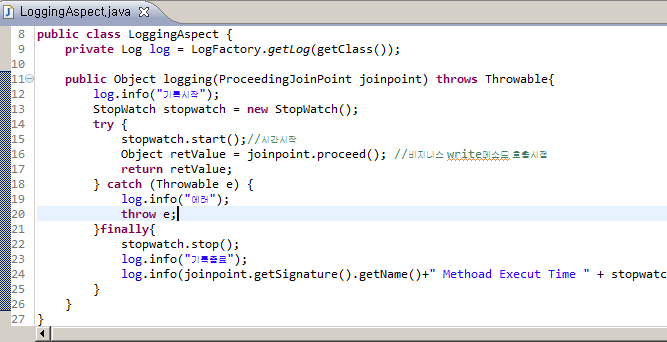 LoggingAspect.java
8 public class LoggingAspect {
9 private Log log = LogFactory.getLog(getClass());
10
11 public Object logging(ProceedingJoinPoint joinpoint) throws Throwable{
12 log.info("기록시작");
13 StopWatch stopwatch = new StopWatch();
14 try {
15 stopwatch.start();//시간시작
16 Object retValue = joinpoint.proceed(); //비지니스 write메소드 호출시점
17 return retValue;
18 } catch (Throwable e) {
19 log.info("에러");
20 throw e;
21 }finally{
22 stopwatch.stop();
23 log.info("기록종료");
24 log.info(joinpoint.getSignature().getName()+" Methoad Execut Time " + stopwatc
25 }
26 }
27 }